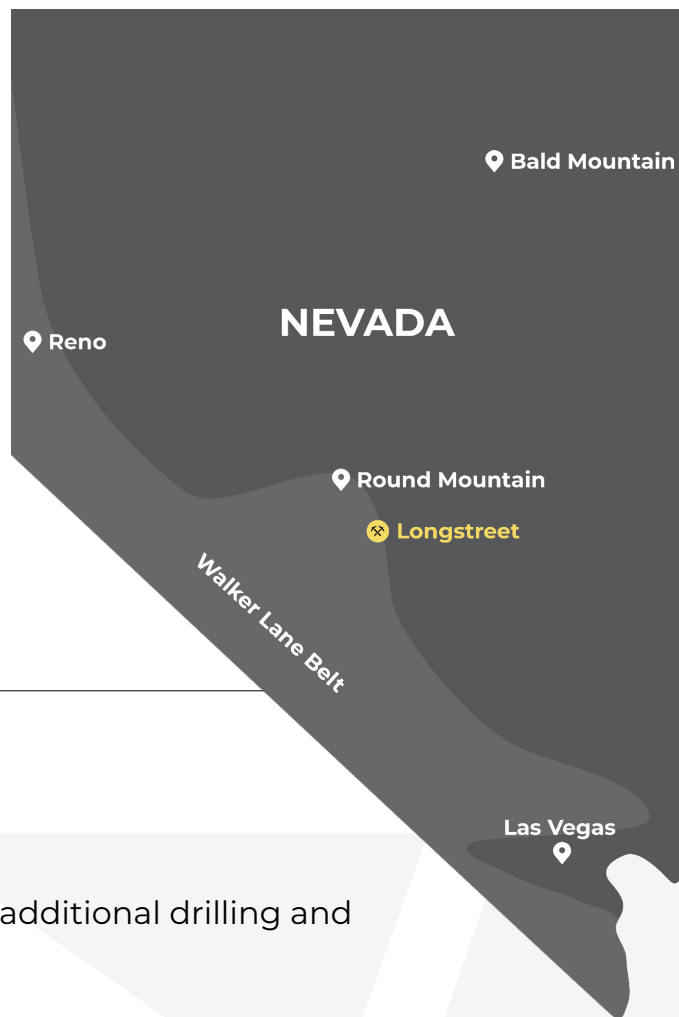 Bald Mountain
NEVADA
Reno
Round Mountain
Longstreet
Walker Lane Belt
Las Vegas
additional drilling and